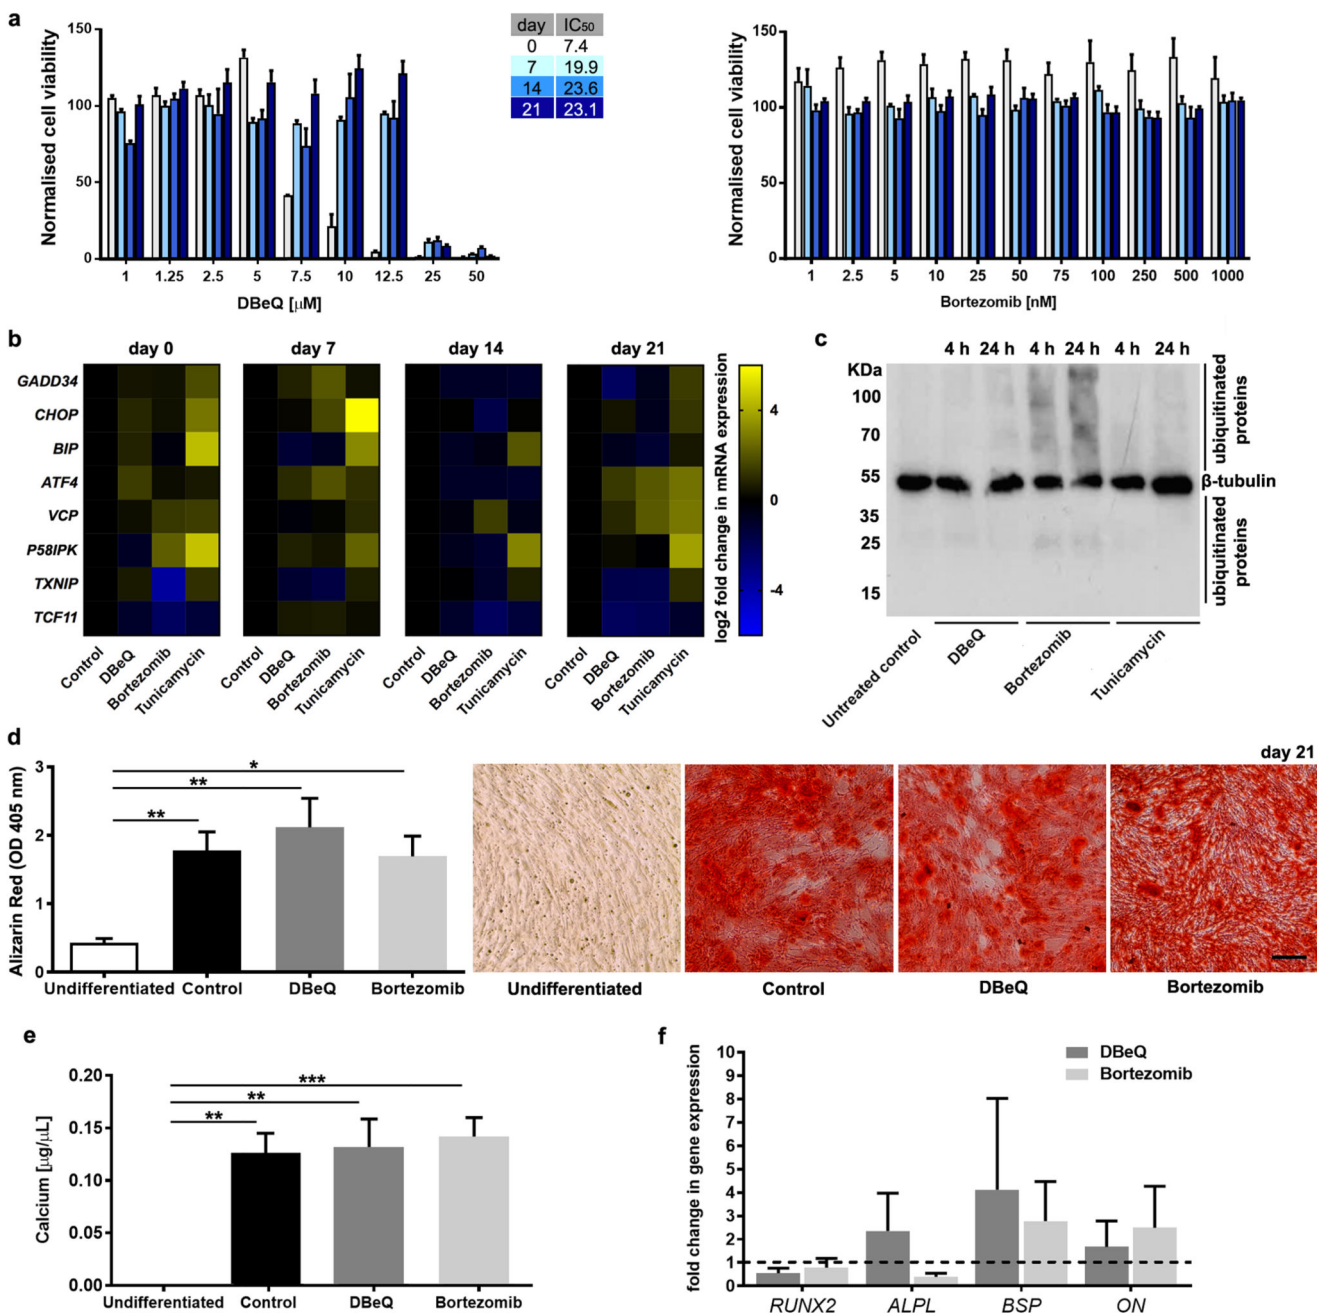 a
Normalised cell viability
150
100
50
0
1 1.25 2.5 5 7.5 10 12.5 25 50
DBeQ [μM]
day IC50
0 7.4
7 19.9
14 23.6
21 23.1
Normalised cell viability
150
100
50
0
1 2.5 5 10 25 50 75 100 250 500 1000
Bortezomib [nM]
b
day 0 day 7 day 14 day 21
GADD34
CHOP
BIP
ATF4
VCP
P58IPK
TXNIP
TCF11
Control DBeQ Bortezomib Tunicamycin
Control DBeQ Bortezomib Tunicamycin
Control DBeQ Bortezomib Tunicamycin
Control DBeQ Bortezomib Tunicamycin
log2 fold change in mRNA expression
4
0
-4
c
4 h 24 h 4 h 24 h 4 h 24 h
KDa
100
70
55
35
25
15
ubiquitinated proteins
β-tubulin
ubiquitinated proteins
Untreated control DBeQ Bortezomib Tunicamycin
d
day 21
Alizarin Red (OD 405 nm)
3
2
1
0
*
**
**
Undifferentiated Control DBeQ Bortezomib
Undifferentiated Control DBeQ Bortezomib
e
Calcium [μg/μL]
0.20
0.15
0.10
0.05
0.00
***
**
**
Undifferentiated Control DBeQ Bortezomib
f
fold change in gene expression
10
9
8
7
6
5
4
3
2
1
0
DBeQ
Bortezomib
RUNX2 ALPL BSP ON